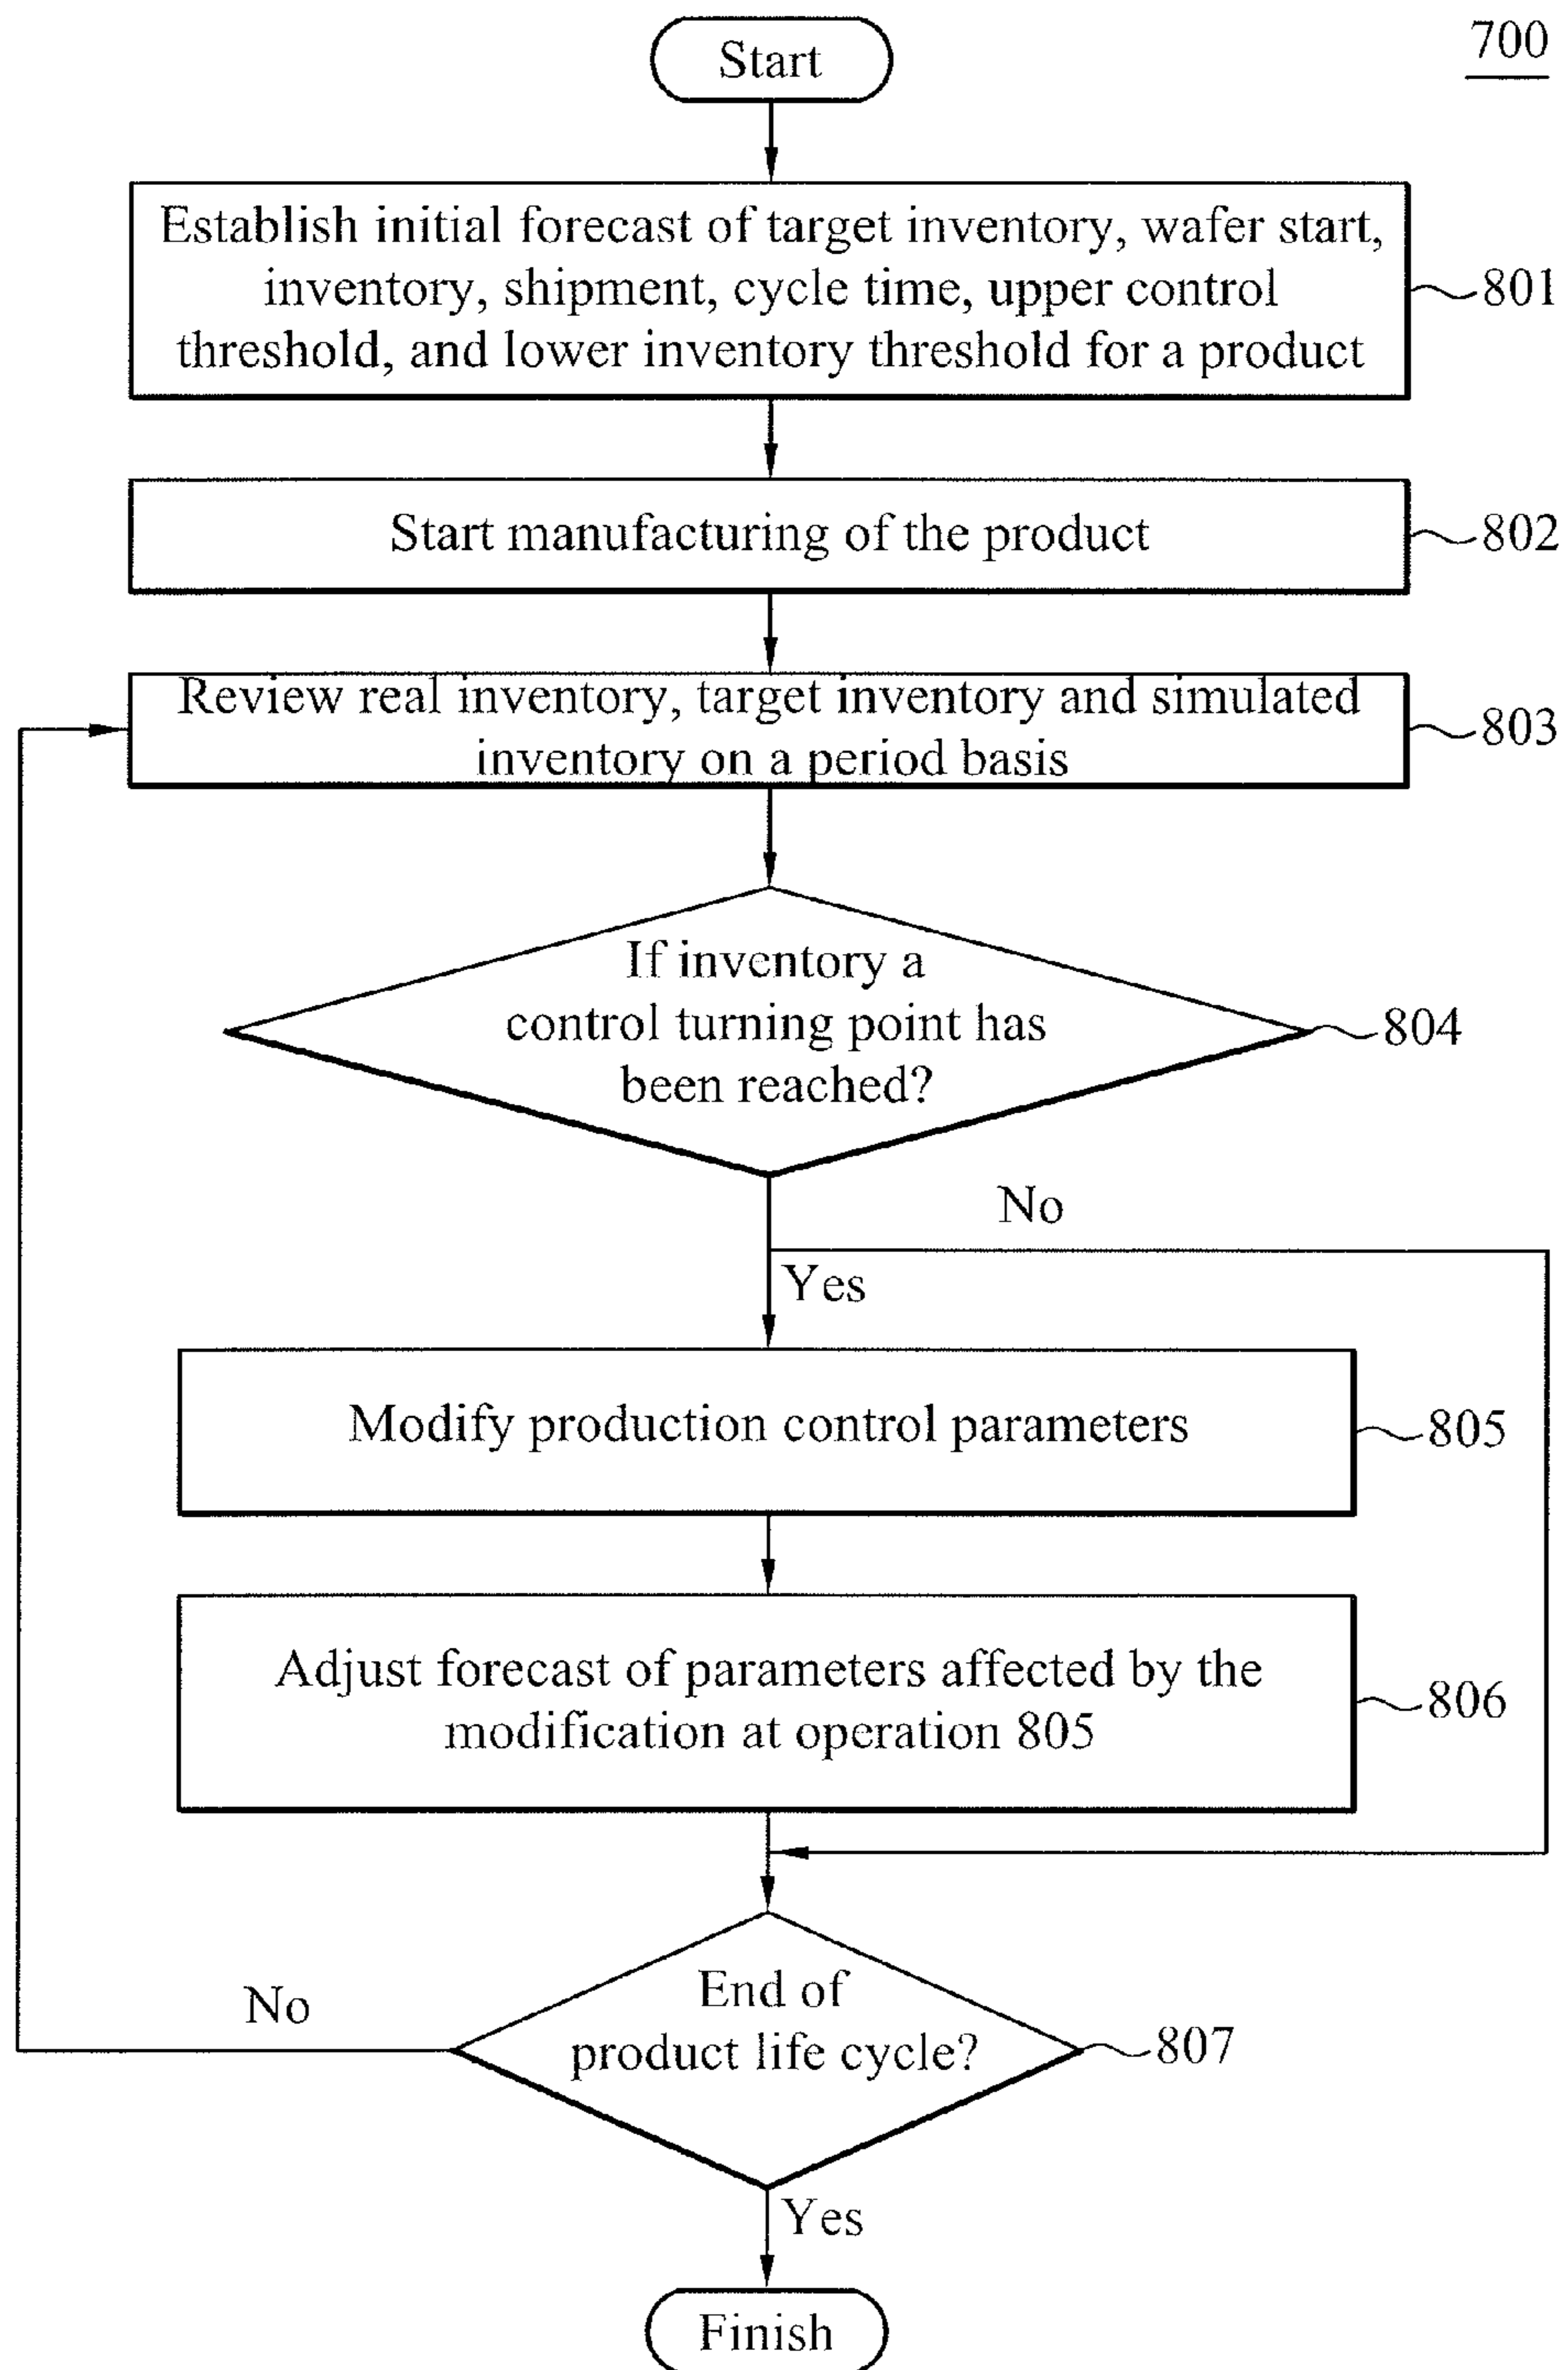 Start
700
Establish initial forecast of target inventory, wafer start,
inventory, shipment, cycle time, upper control
threshold, and lower inventory threshold for a product
801
Start manufacturing of the product
802
Review real inventory, target inventory and simulated
inventory on a period basis
803
If inventory a
control turning point has
been reached?
804
No
Yes
Modify production control parameters
805
Adjust forecast of parameters affected by the
modification at operation 805
806
End of
product life cycle?
807
No
Yes
Finish